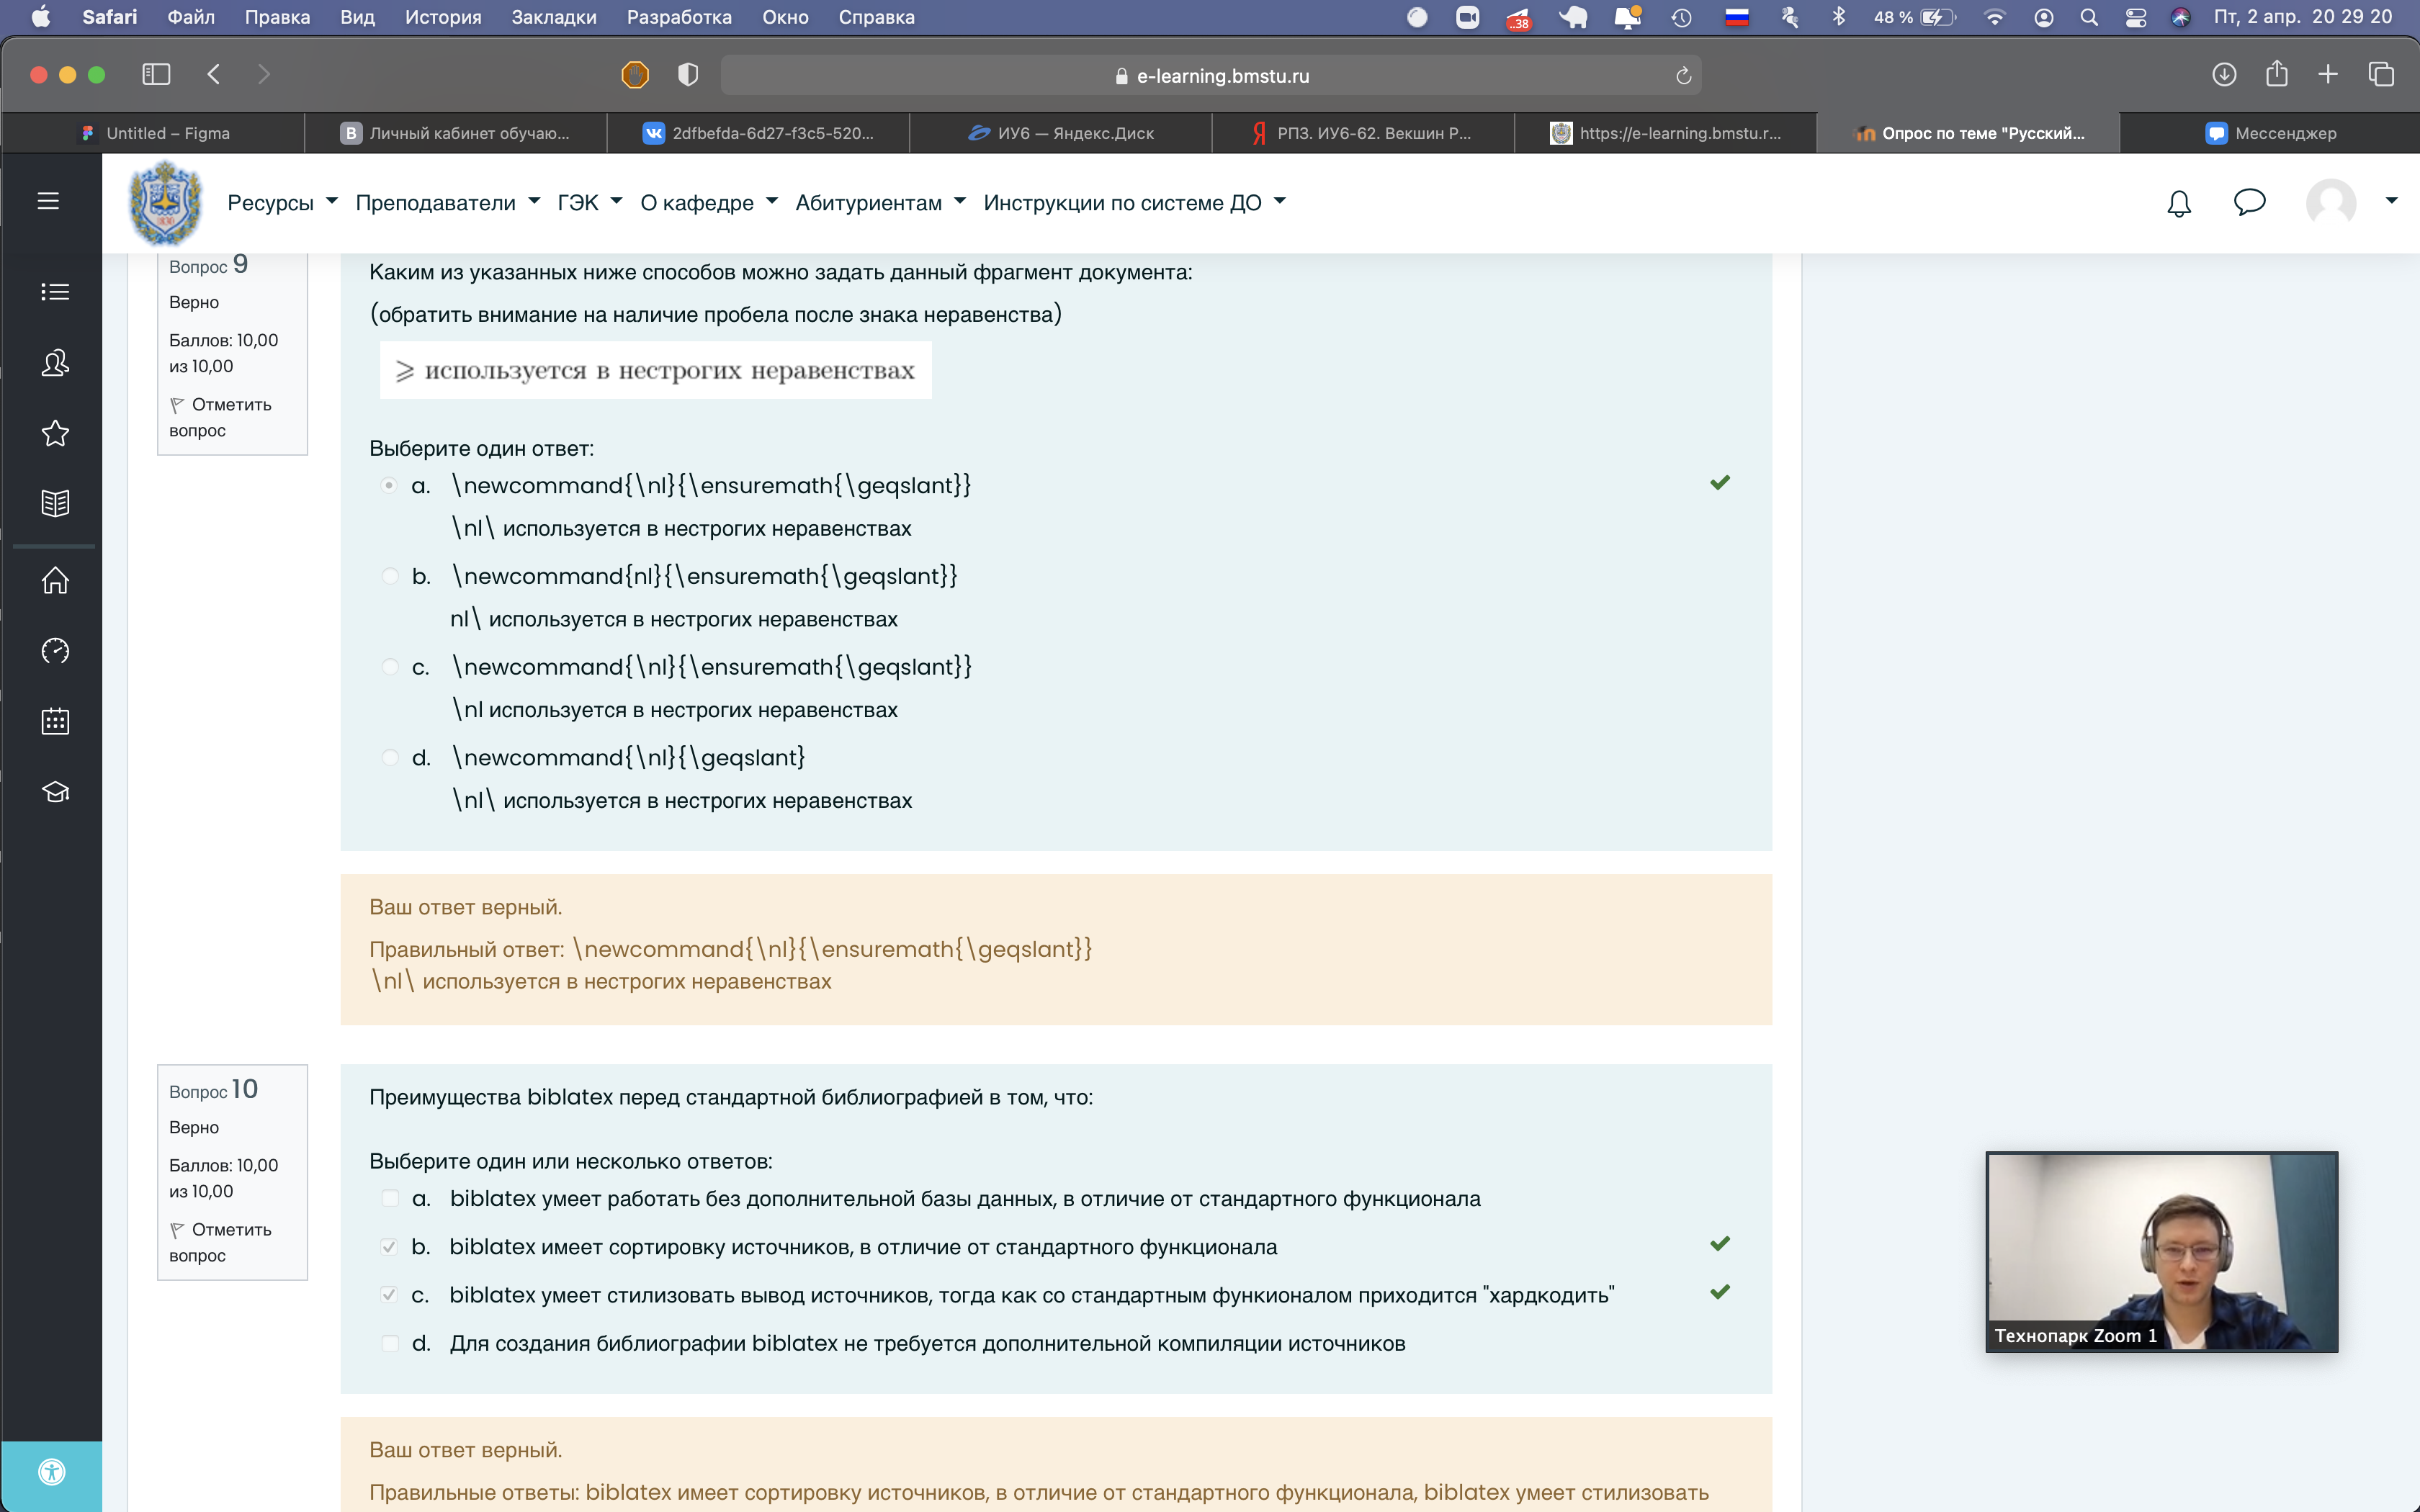 Safari Файл Правка Вид История Закладки Разработка Окно Справка
..38
48 %
Пт, 2 апр. 20 29 20
e-learning.bmstu.ru
Untitled – Figma
B Личный кабинет обучаю...
2dfbefda-6d27-f3c5-520...
ИУ6 — Яндекс.Диск
Я РПЗ. ИУ6-62. Векшин Р...
https://e-learning.bmstu.r...
Опрос по теме "Русский...
Мессенджер
Ресурсы Преподаватели ГЭК О кафедре Абитуриентам Инструкции по системе ДО
Вопрос 9
Верно
Баллов: 10,00
из 10,00
Отметить
вопрос
Каким из указанных ниже способов можно задать данный фрагмент документа:
(обратить внимание на наличие пробела после знака неравенства)
⩾ используется в нестрогих неравенствах
Выберите один ответ:
a. \newcommand{\nl}{\ensuremath{\geqslant}}
\nl\ используется в нестрогих неравенствах
b. \newcommand{nl}{\ensuremath{\geqslant}}
nl\ используется в нестрогих неравенствах
c. \newcommand{\nl}{\ensuremath{\geqslant}}
\nl используется в нестрогих неравенствах
d. \newcommand{\nl}{\geqslant}
\nl\ используется в нестрогих неравенствах
Ваш ответ верный.
Правильный ответ: \newcommand{\nl}{\ensuremath{\geqslant}}
\nl\ используется в нестрогих неравенствах
Вопрос 10
Верно
Баллов: 10,00
из 10,00
Отметить
вопрос
Преимущества biblatex перед стандартной библиографией в том, что:
Выберите один или несколько ответов:
a. biblatex умеет работать без дополнительной базы данных, в отличие от стандартного функционала
b. biblatex имеет сортировку источников, в отличие от стандартного функционала
c. biblatex умеет стилизовать вывод источников, тогда как со стандартным функионалом приходится "хардкодить"
d. Для создания библиографии biblatex не требуется дополнительной компиляции источников
Технопарк Zoom 1
Ваш ответ верный.
Правильные ответы: biblatex имеет сортировку источников, в отличие от стандартного функционала, biblatex умеет стилизовать